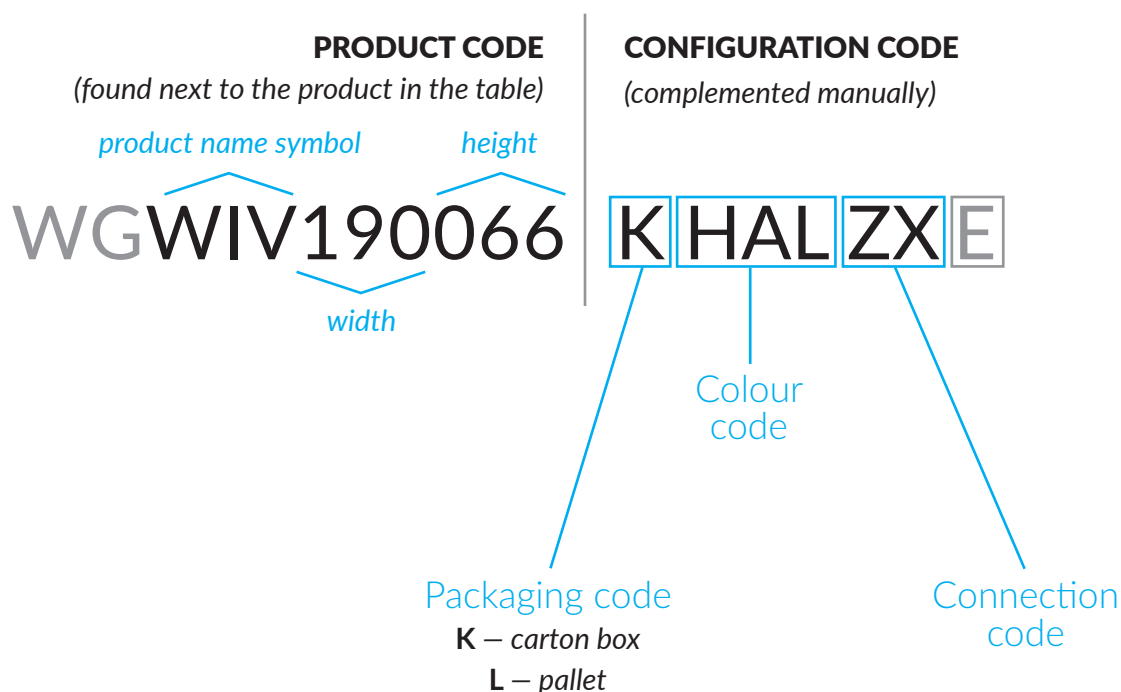 PRODUCT CODE
(found next to the product in the table)
CONFIGURATION CODE
(complemented manually)
product name symbol
height
WGWIV190066
K HAL ZX E
width
Colour
code
Packaging code
K – carton box
L – pallet
Connection
code